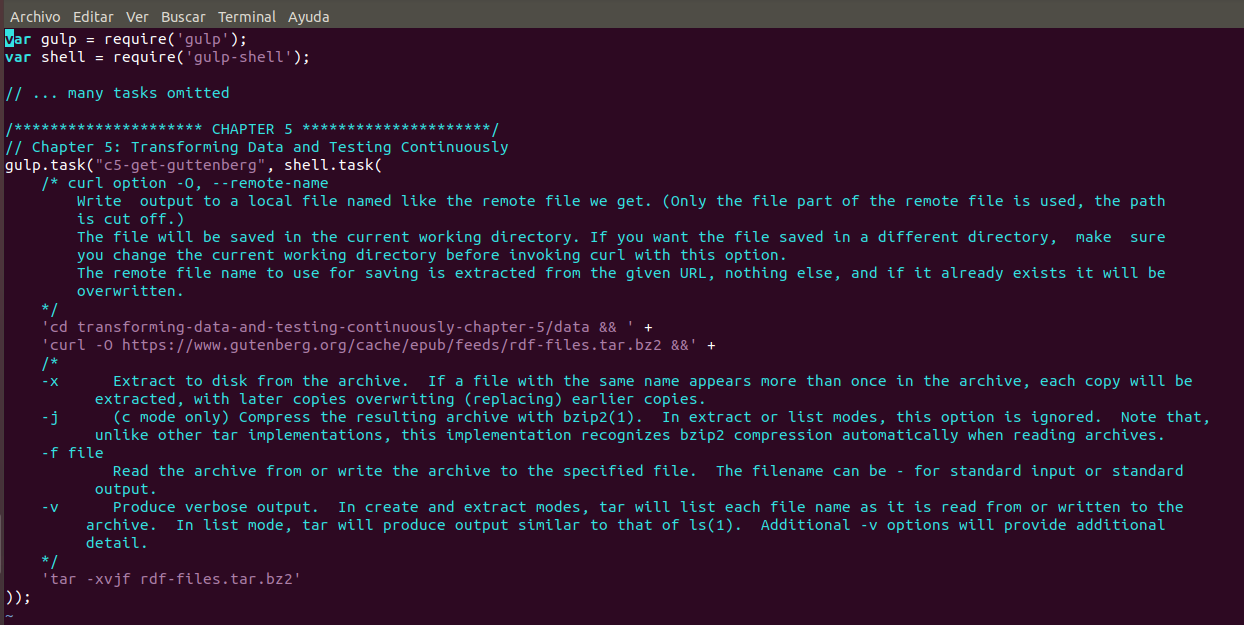 Archivo Editar Ver Buscar Terminal Ayuda
var gulp = require('gulp');
var shell = require('gulp-shell');
// ... many tasks omitted
/********************* CHAPTER 5 *********************/
// Chapter 5: Transforming Data and Testing Continuously
gulp.task("c5-get-guttenberg", shell.task(
/* curl option -O, --remote-name
Write  output to a local file named like the remote file we get. (Only the file part of the remote file is used, the path
is cut off.)
The file will be saved in the current working directory. If you want the file saved in a different directory,  make  sure
you change the current working directory before invoking curl with this option.
The remote file name to use for saving is extracted from the given URL, nothing else, and if it already exists it will be
overwritten.
*/
'cd transforming-data-and-testing-continuously-chapter-5/data && ' +
'curl -O https://www.gutenberg.org/cache/epub/feeds/rdf-files.tar.bz2 &&' +
/*
-x      Extract to disk from the archive.  If a file with the same name appears more than once in the archive, each copy will be
extracted, with later copies overwriting (replacing) earlier copies.
-j      (c mode only) Compress the resulting archive with bzip2(1).  In extract or list modes, this option is ignored.  Note that,
unlike other tar implementations, this implementation recognizes bzip2 compression automatically when reading archives.
-f file
Read the archive from or write the archive to the specified file.  The filename can be - for standard input or standard
output.
-v      Produce verbose output.  In create and extract modes, tar will list each file name as it is read from or written to the
archive.  In list mode, tar will produce output similar to that of ls(1).  Additional -v options will provide additional
detail.
*/
'tar -xvjf rdf-files.tar.bz2'
));
~